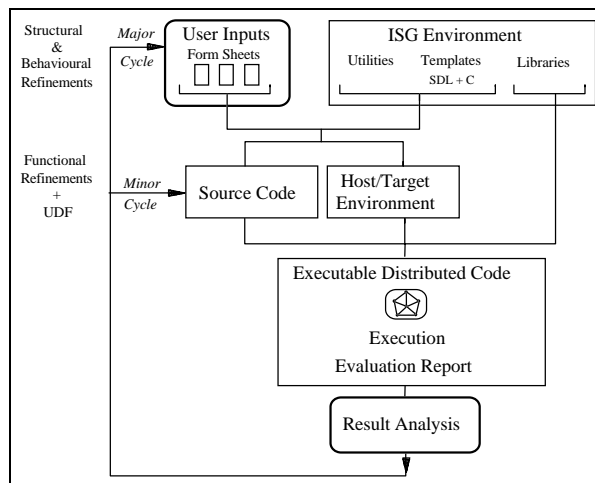 Structural
&
Behavioural
Refinements
Major
Cycle
User Inputs
Form Sheets
ISG Environment
Utilities
Templates
SDL + C
Libraries
Functional
Refinements
+
UDF
Minor
Cycle
Source Code
Host/Target
Environment
Executable Distributed Code
Execution
Evaluation Report
Result Analysis